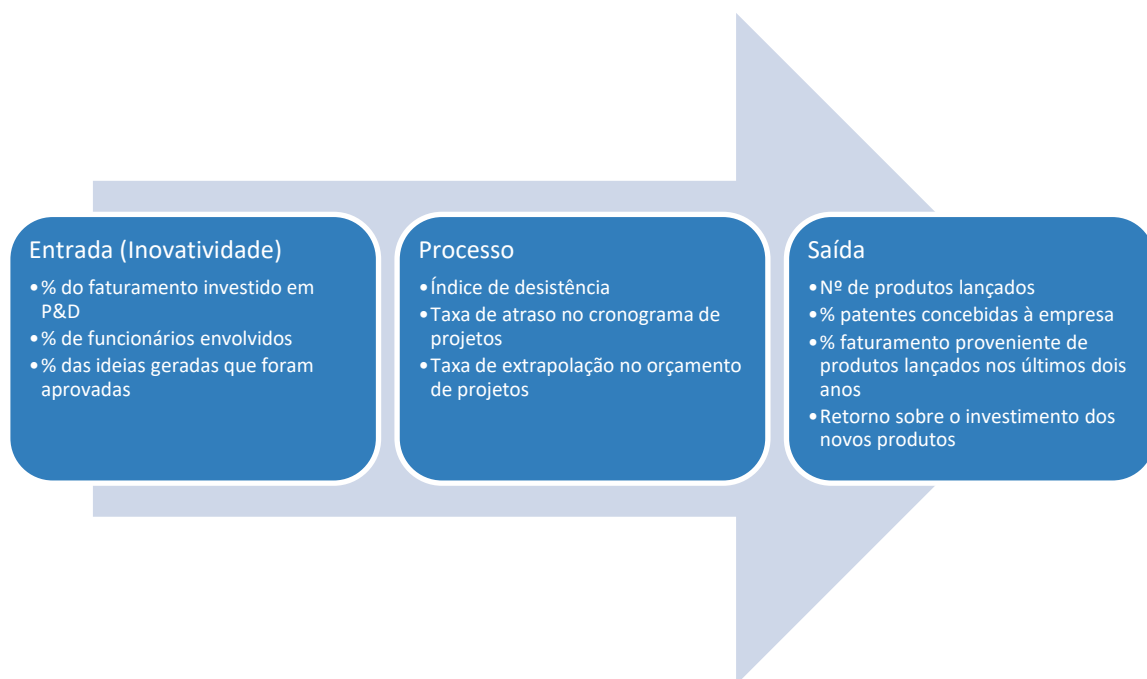 Entrada (Inovatividade)
•% do faturamento investido em
P&D
•% de funcionários envolvidos
•% das ideias geradas que foram
aprovadas
Processo
•Índice de desistência
•Taxa de atraso no cronograma de
projetos
•Taxa de extrapolação no orçamento
de projetos
Saída
•Nº de produtos lançados
•% patentes concebidas à empresa
•% faturamento proveniente de
produtos lançados nos últimos dois
anos
•Retorno sobre o investimento dos
novos produtos